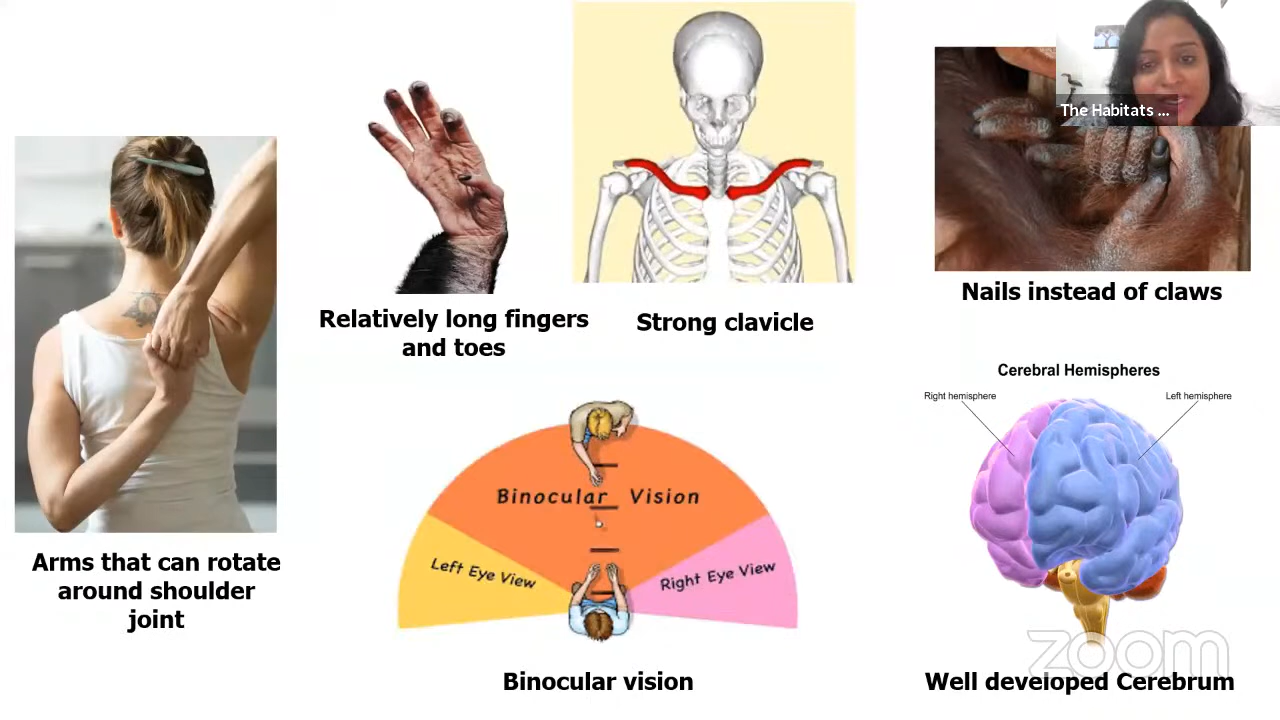 The Habitats ...
Relatively long fingers
and toes
Strong clavicle
Nails instead of claws
Arms that can rotate
around shoulder
joint
Binocular Vision
Left Eye View
Right Eye View
Binocular vision
Cerebral Hemispheres
Right hemisphere
Left hemisphere
zoom
Well developed Cerebrum